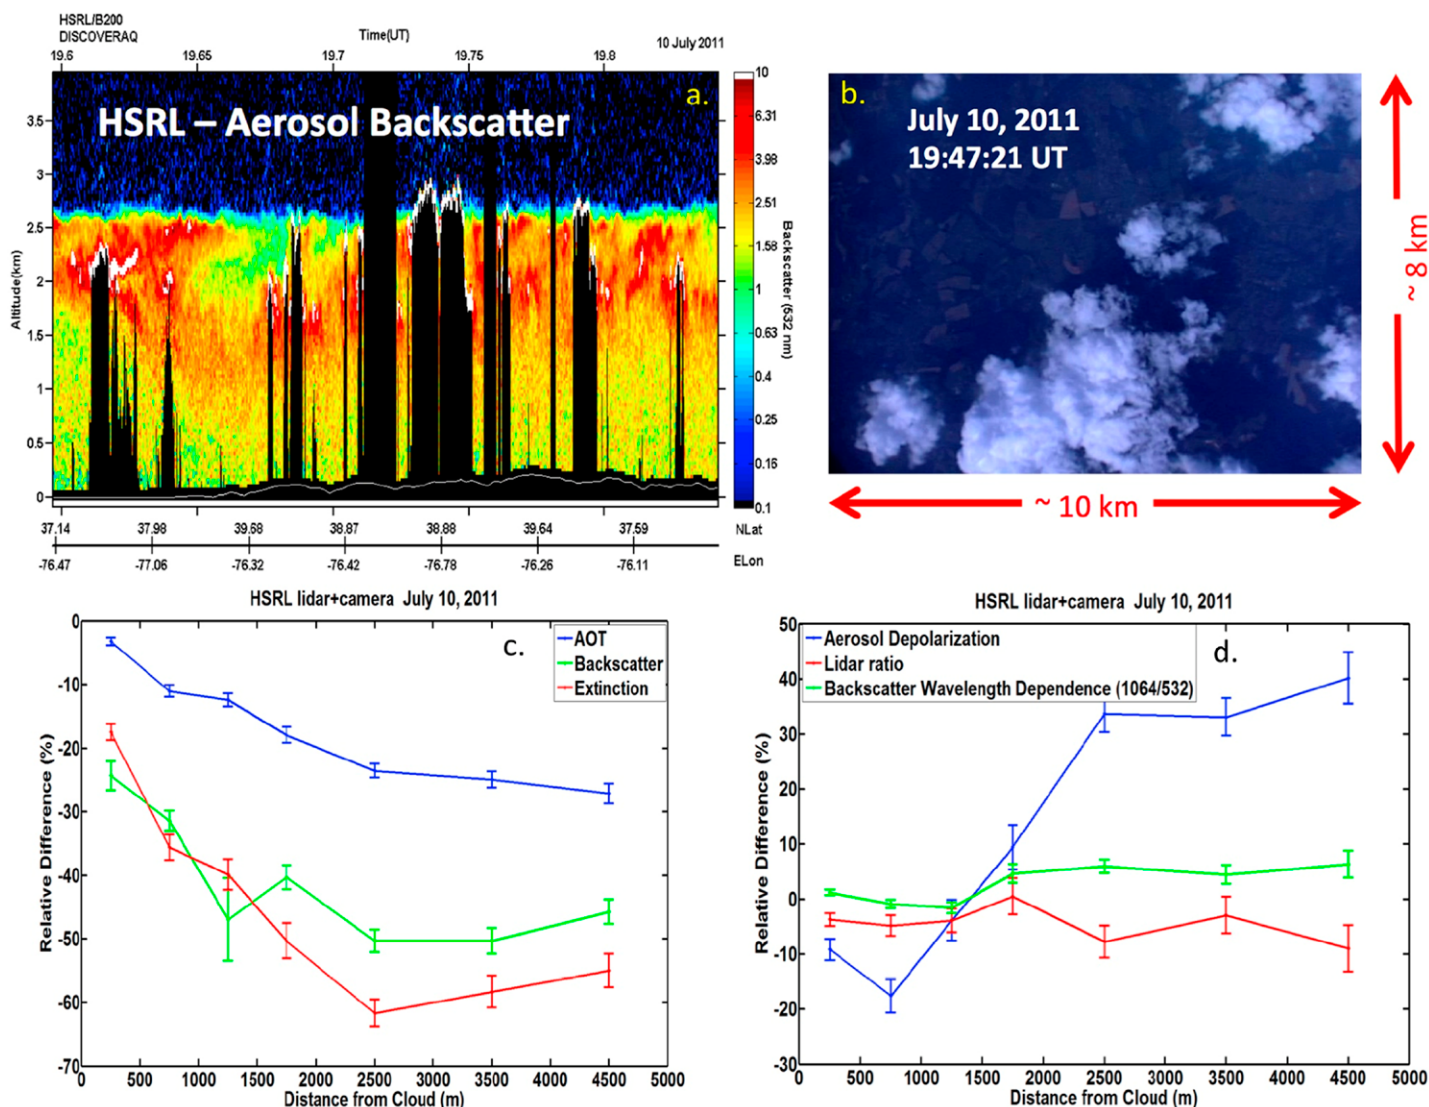 HSRL/B200
DISCOVERAQ
Time(UT)
10 July 2011
19.6 19.65 19.7 19.75 19.8
HSRL – Aerosol Backscatter
a.
Altitude(km)
3.5
3
2.5
2
1.5
1
0.5
0
10
6.31
3.98
2.51
1.58
1
0.63
0.4
0.25
0.15
0.1
Backscatter (532 nm)
37.14 37.98 39.68 38.87 38.88 39.64 37.59 NLat
-76.47 -77.06 -76.32 -76.42 -76.78 -76.26 -76.11 ELon
b.
July 10, 2011
19:47:21 UT
~ 8 km
~ 10 km
HSRL lidar+camera July 10, 2011
c.
AOT
Backscatter
Extinction
Relative Difference (%)
0
-10
-20
-30
-40
-50
-60
-70
0 500 1000 1500 2000 2500 3000 3500 4000 4500 5000
Distance from Cloud (m)
HSRL lidar+camera July 10, 2011
d.
Aerosol Depolarization
Lidar ratio
Backscatter Wavelength Dependence (1064/532)
Relative Difference (%)
50
40
30
20
10
0
-10
-20
-30
0 500 1000 1500 2000 2500 3000 3500 4000 4500 5000
Distance from Cloud (m)